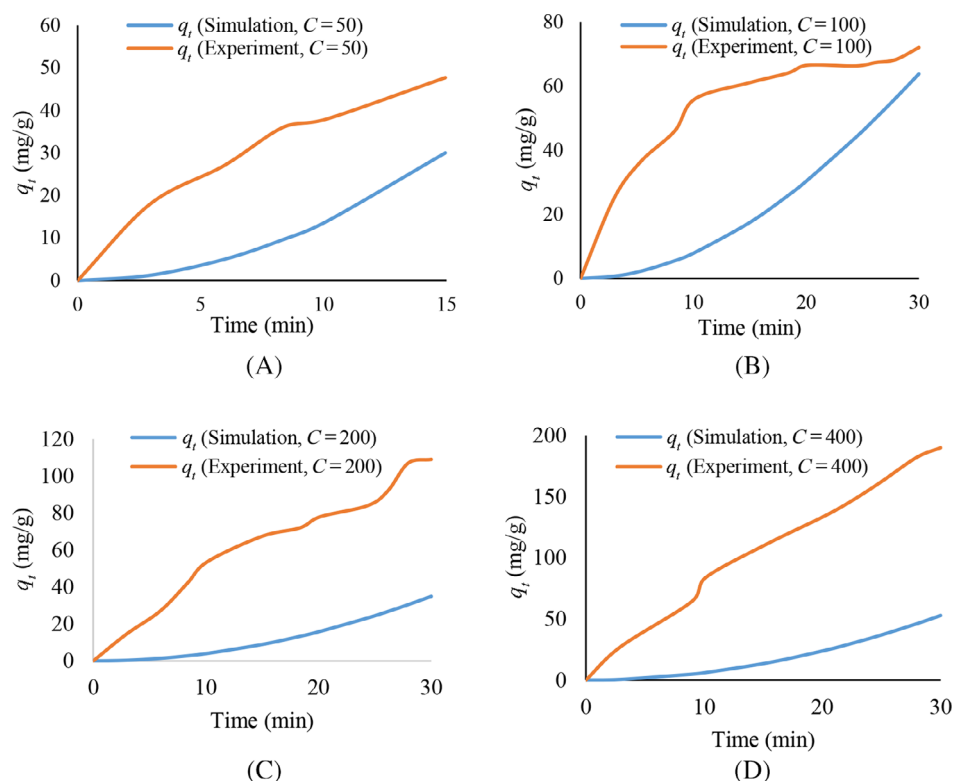 60
50
40
30
20
10
0
q_t (mg/g)
q_t (Simulation, C = 50)
q_t (Experiment, C = 50)
0 5 10 15
Time (min)
(A)
80
60
40
20
0
q_t (mg/g)
q_t (Simulation, C = 100)
q_t (Experiment, C = 100)
0 10 20 30
Time (min)
(B)
120
100
80
60
40
20
0
q_t (mg/g)
q_t (Simulation, C = 200)
q_t (Experiment, C = 200)
0 10 20 30
Time (min)
(C)
200
150
100
50
0
q_t (mg/g)
q_t (Simulation, C = 400)
q_t (Experiment, C = 400)
0 10 20 30
Time (min)
(D)